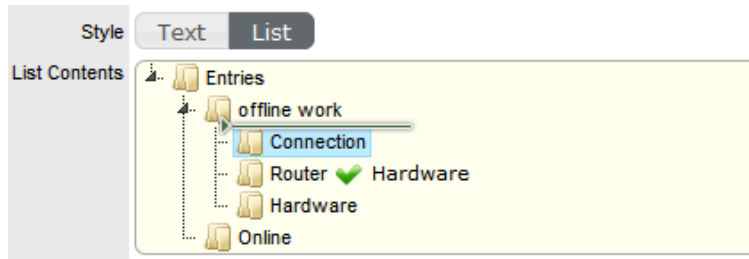 Style Text List
List Contents Entries
offline work
Connection
Router Hardware
Hardware
Online